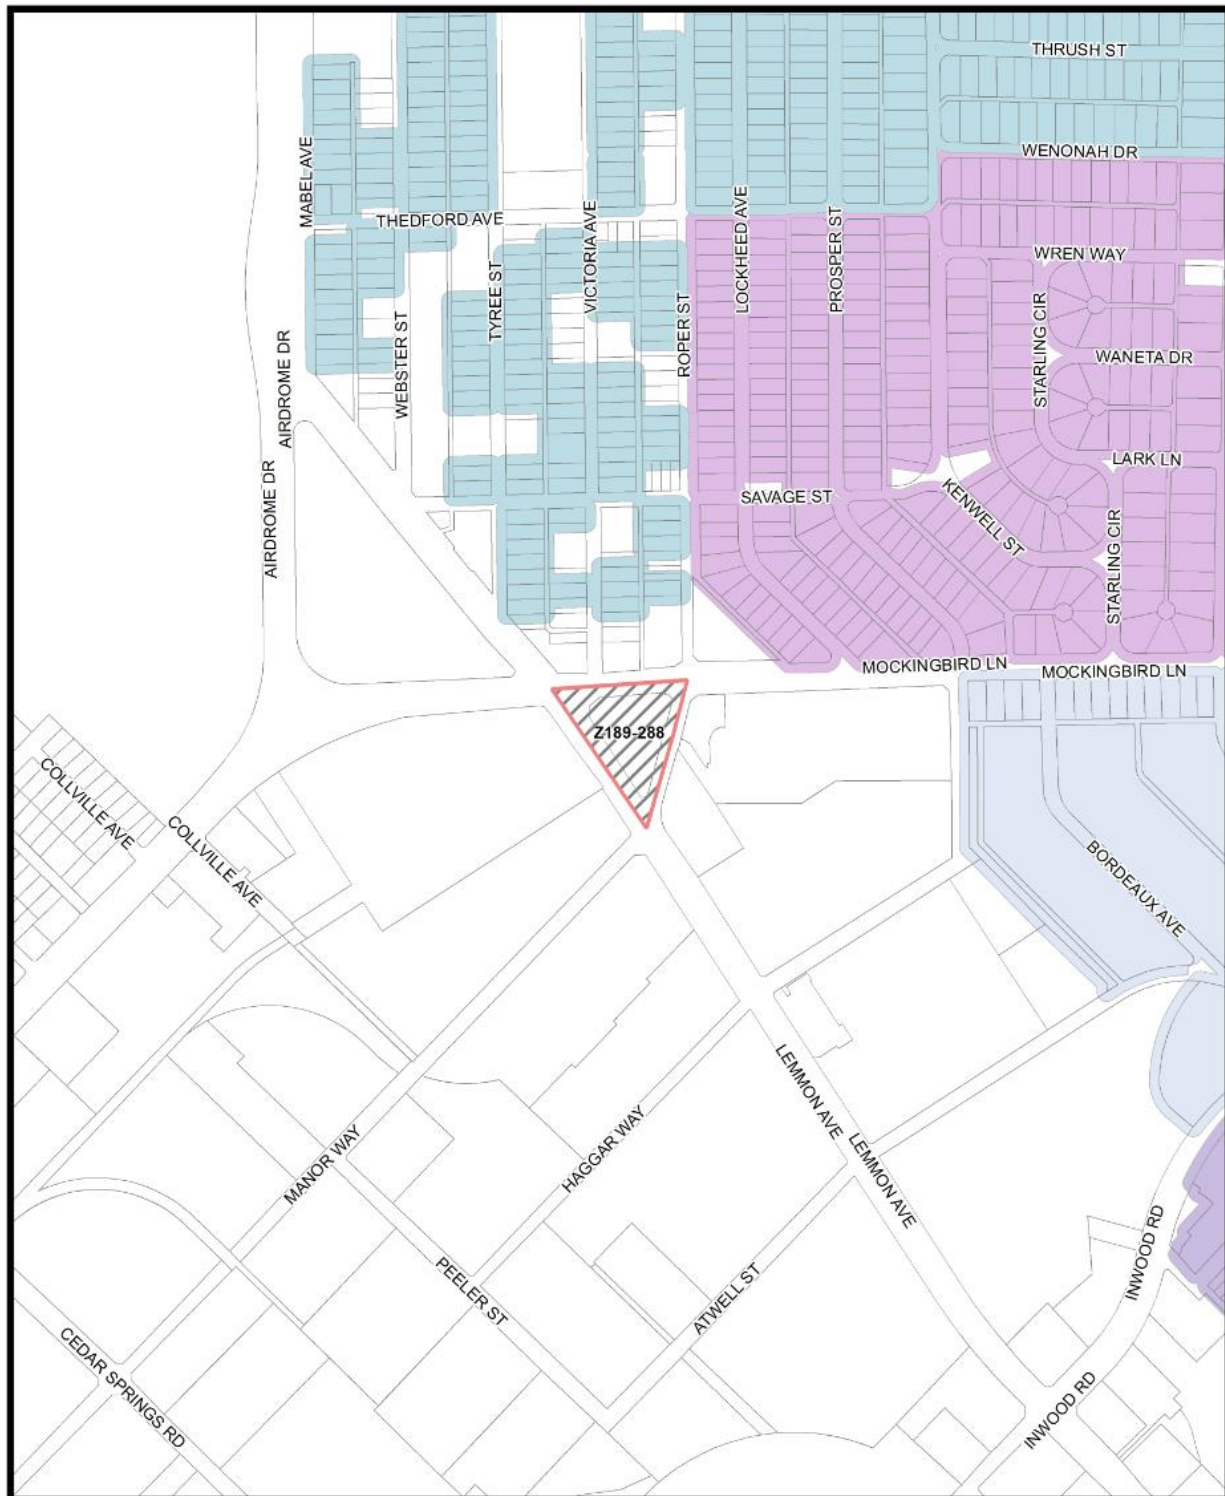 THRUSH ST
WENONAH DR
MABEL AVE
THEDFORD AVE
VICTORIA AVE
LOCKHEED AVE
PROSPER ST
WREN WAY
TYREE ST
ROPER ST
STARLING CIR
WANETA DR
WEBSTER ST
AIRDROME DR
LARK LN
AIRDROME DR
SAVAGE ST
KENWELL ST
STARLING CIR
MOCKINGBIRD LN
MOCKINGBIRD LN
Z189-288
COLLVILLE AVE
COLLVILLE AVE
BORDEAUX AVE
LEMMON AVE
LEMMON AVE
HAGGAR WAY
MANOR WAY
INWOOD RD
PEELER ST
ATWELL ST
CEDAR SPRINGS RD
INWOOD RD